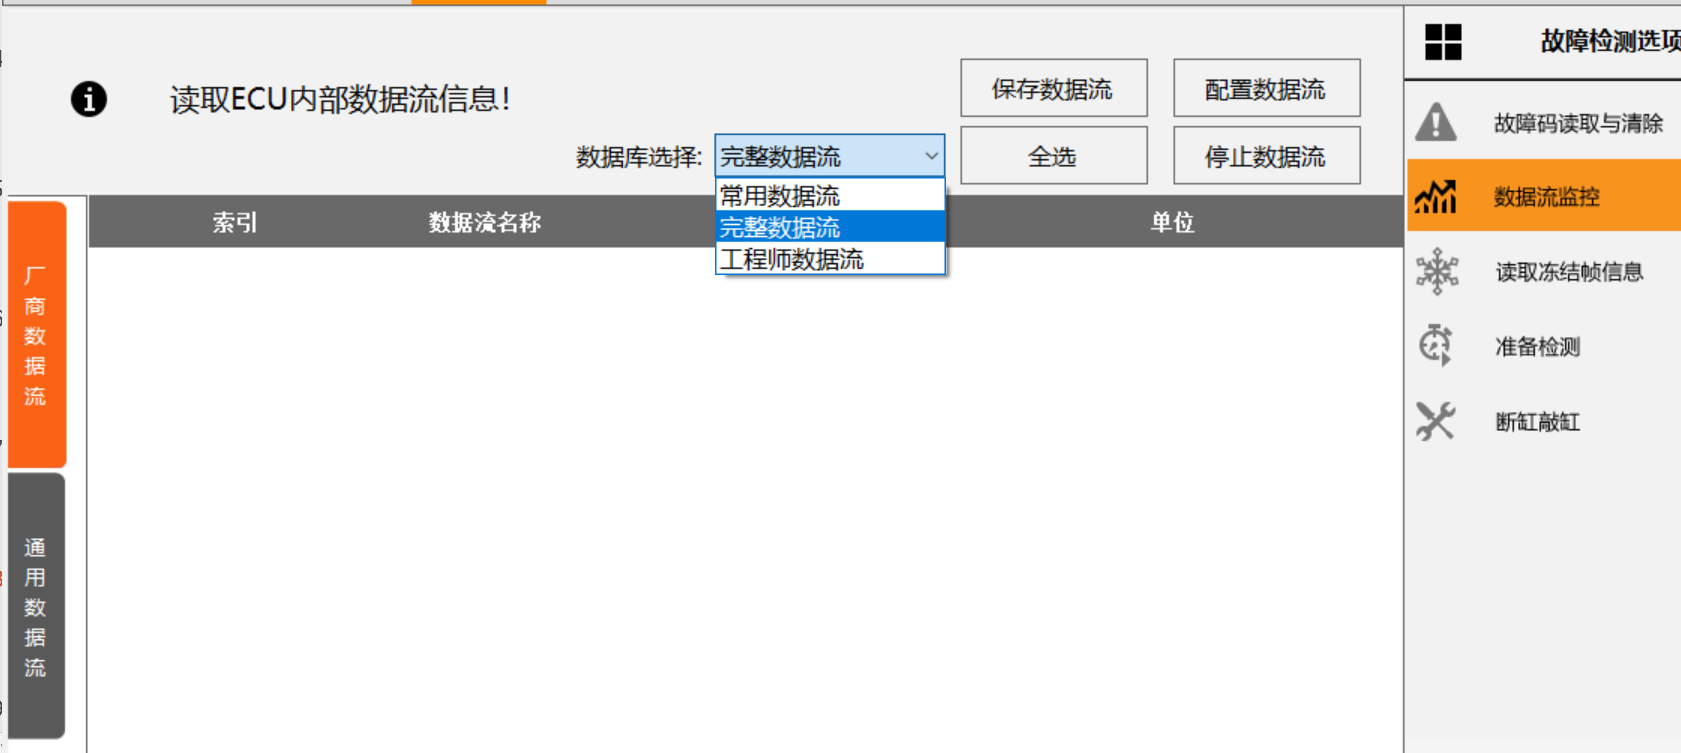 读取ECU内部数据流信息!
保存数据流
配置数据流
数据库选择:
完整数据流
全选
停止数据流
常用数据流
完整数据流
工程师数据流
索引
数据流名称
单位
厂商数据流
通用数据流
故障检测选项
故障码读取与清除
数据流监控
读取冻结帧信息
准备检测
断缸敲缸